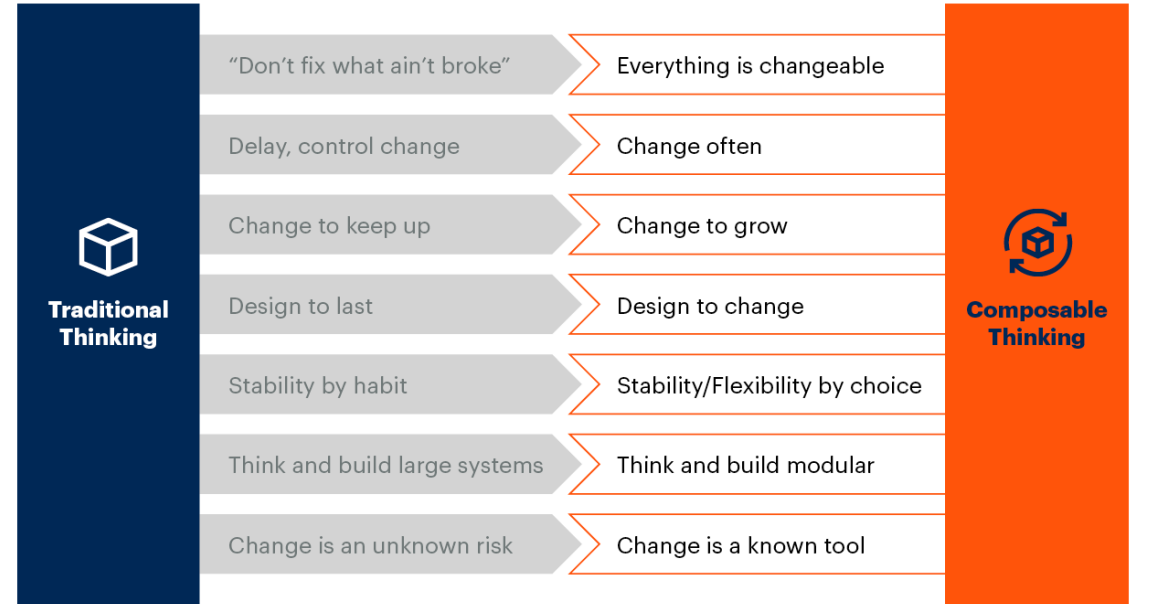 “Don’t fix what ain’t broke”
Everything is changeable
Delay, control change
Change often
Change to keep up
Change to grow
Traditional
Thinking
Design to last
Design to change
Composable
Thinking
Stability by habit
Stability/Flexibility by choice
Think and build large systems
Think and build modular
Change is an unknown risk
Change is a known tool